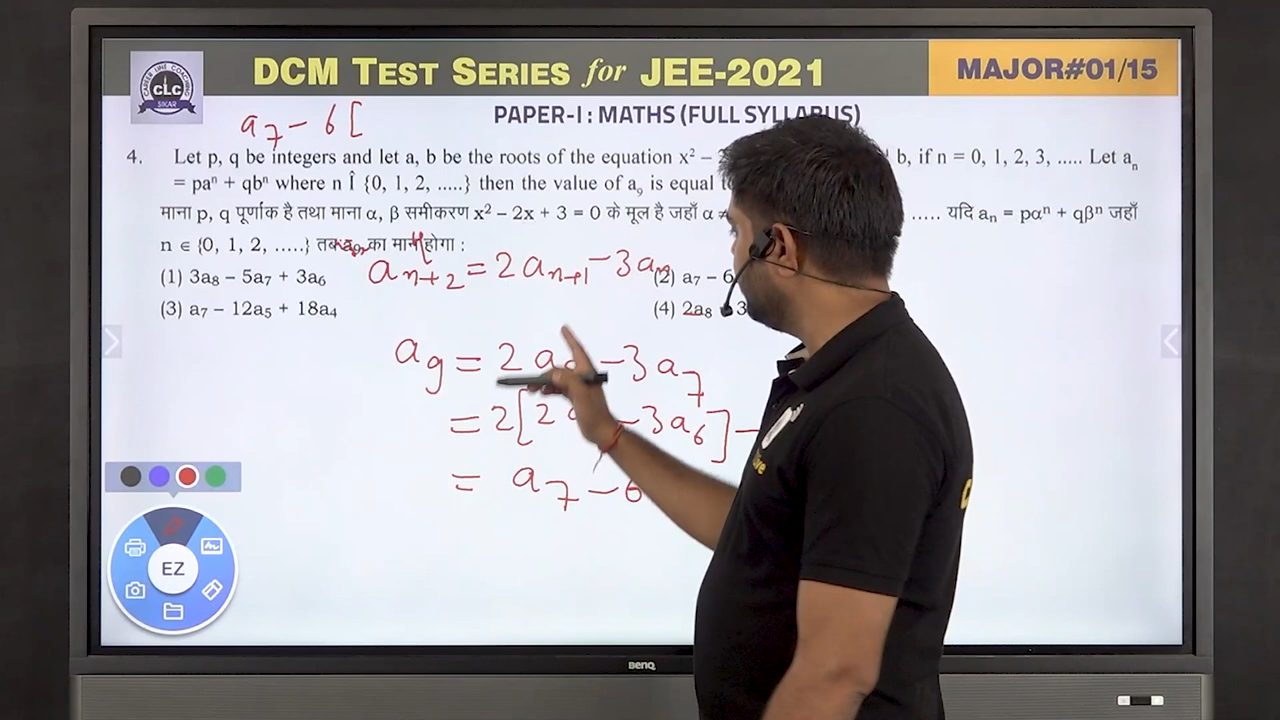 DCM TEST SERIES for JEE-2021
MAJOR#01/15
CLC
SIKAR
PAPER-I : MATHS (FULL SYLLABUS)
a₇ - 6 [
4. Let p, q be integers and let a, b be the roots of the equation x² - b, if n = 0, 1, 2, 3, ..... Let aₙ
= paⁿ + qbⁿ where n Î {0, 1, 2, .....} then the value of a₉ is equal
माना p, q पूर्णांक है तथा माना α, β समीकरण x² - 2x + 3 = 0 के मूल है जहाँ α ..... यदि aₙ = pαⁿ + qβⁿ जहाँ
n ∈ {0, 1, 2, .....} का मान होगा :
aₙ₊₂ = 2aₙ₊₁ - 3aₙ
(1) 3a₈ - 5a₇ + 3a₆ (2) a₇ - 6
(3) a₇ - 12a₅ + 18a₄ (4) 2a₈ 3
a₉ = 2a - 3a₇
= 2[2 - 3a₆] -
= a₇ - 6
EZ
BenQ